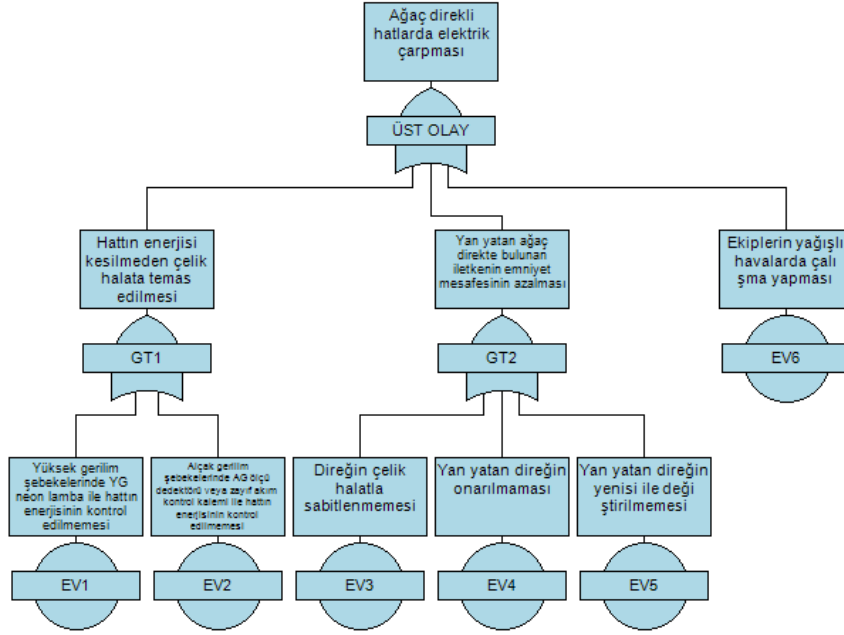 Ağaç direkli
hatlarda elektrik
çarpması
ÜST OLAY
Hattın enerjisi
kesilmeden çelik
halata temas
edilmesi
GT1
Yan yatan ağaç
direkte bulunan
iletkenin emniyet
mesafesinin azalması
GT2
Ekiplerin yağışlı
havalarda çalı
şma yapması
EV6
Yüksek gerilim
şebekelerinde YG
neon lamba ile hattın
enerjisinin kontrol
edilmemesi
EV1
Alçak gerilim
şebekelerinde AG ölçü
dedektörü veya zayıf akım
kontrol kalemi ile hattın
enerjisinin kontrol
edilmemesi
EV2
Direğin çelik
halatla
sabitlenmemesi
EV3
Yan yatan direğin
onarılmaması
EV4
Yan yatan direğin
yenisi ile deği
ştirilmemesi
EV5